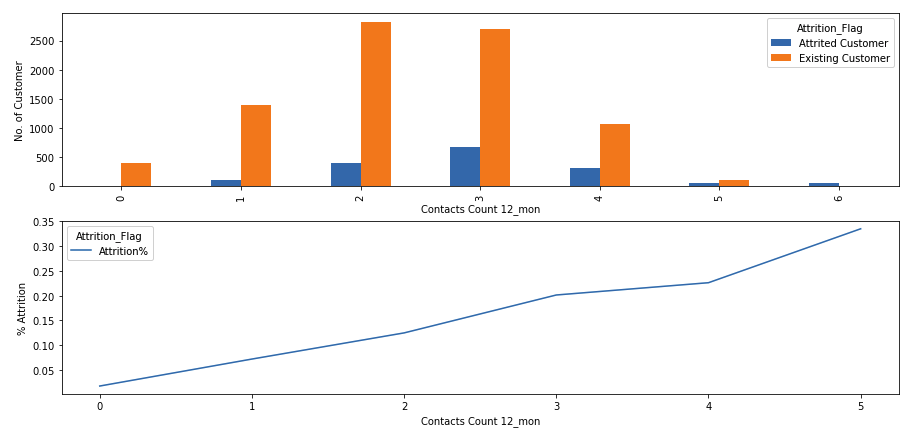 Attrition_Flag
Attrited Customer
Existing Customer
No. of Customer
2500
2000
1500
1000
500
0
0 1 2 3 4 5 6
Contacts Count 12_mon
Attrition_Flag
Attrition%
% Attrition
0.35
0.30
0.25
0.20
0.15
0.10
0.05
0 1 2 3 4 5
Contacts Count 12_mon